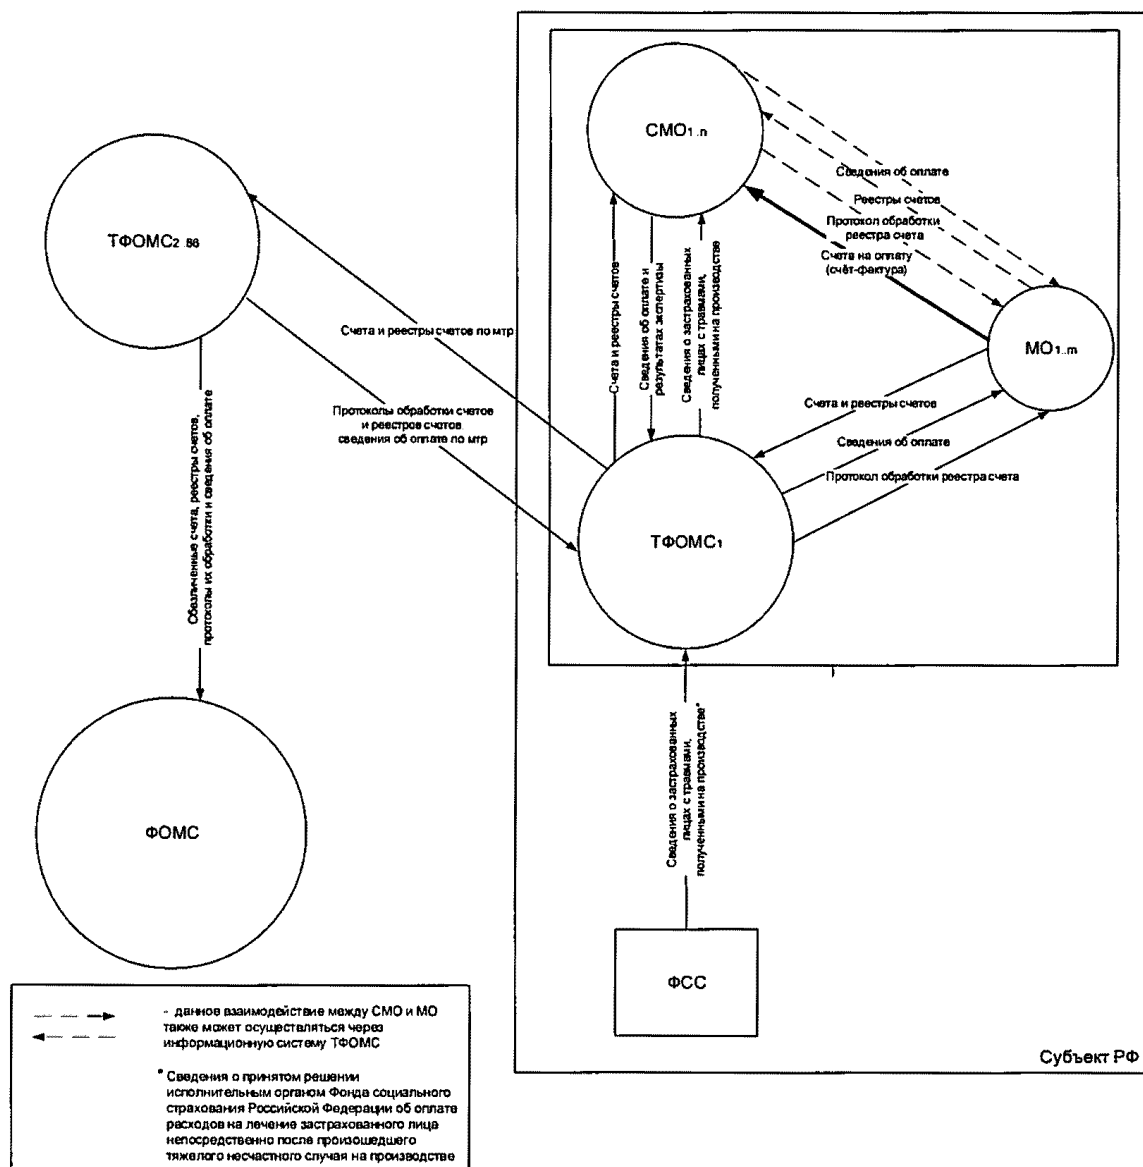 СМО1..n
Сведения об оплате
Реестры счетов
Протокол обработки
реестра счета
Счета на оплату
(счёт-фактура)
ТФОМС2..86
МО1..m
Счета и реестры счетов по мтр
Счета и реестры счетов
Сведения об оплате и
результатах экспертизы
Сведения о застрахованных
лицах с травмами,
полученными на производстве
Счета и реестры счетов
Сведения об оплате
Протокол обработки реестра счета
Протоколы обработки счетов
и реестров счетов,
сведения об оплате по мтр
Обезличенные счета, реестры счетов,
протоколы их обработки и сведения об оплате
ТФОМС1
Сведения о застрахованных
лицах с травмами,
полученными на производстве*
ФОМС
ФСС
Субъект РФ
- данное взаимодействие между СМО и МО
также может осуществляться через
информационную систему ТФОМС
* Сведения о принятом решении
исполнительным органом Фонда социального
страхования Российской Федерации об оплате
расходов на лечение застрахованного лица
непосредственно после произошедшего
тяжелого несчастного случая на производстве